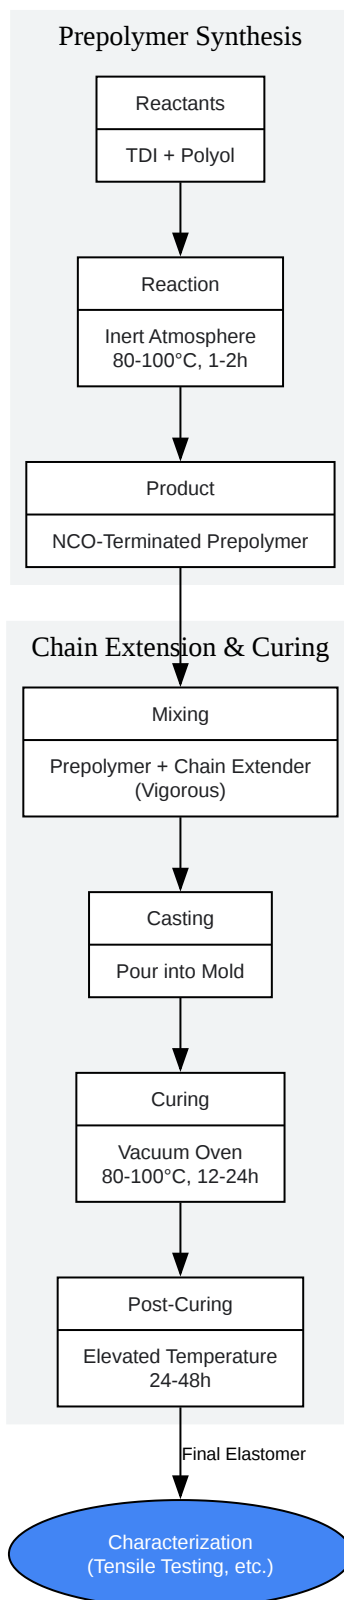 Prepolymer Synthesis
Reactants
TDI + Polyol
Reaction
Inert Atmosphere
80-100°C, 1-2h
Product
NCO-Terminated Prepolymer
Chain Extension & Curing
Mixing
Prepolymer + Chain Extender
(Vigorous)
Casting
Pour into Mold
Curing
Vacuum Oven
80-100°C, 12-24h
Post-Curing
Elevated Temperature
24-48h
Final Elastomer
Characterization
(Tensile Testing, etc.)